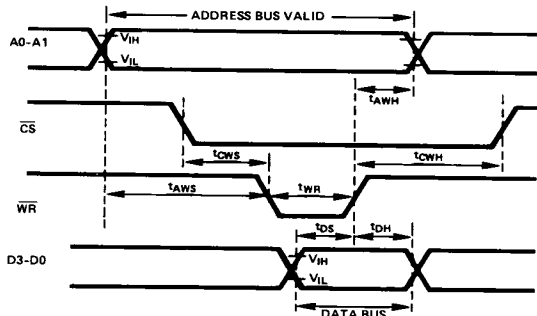 ADDRESS BUS VALID
A0-A1
VIH
VIL
tAWH
CS
tCWS
tCWH
tAWS
tWR
WR
tDS
tDH
D3-D0
VIH
VIL
DATA BUS